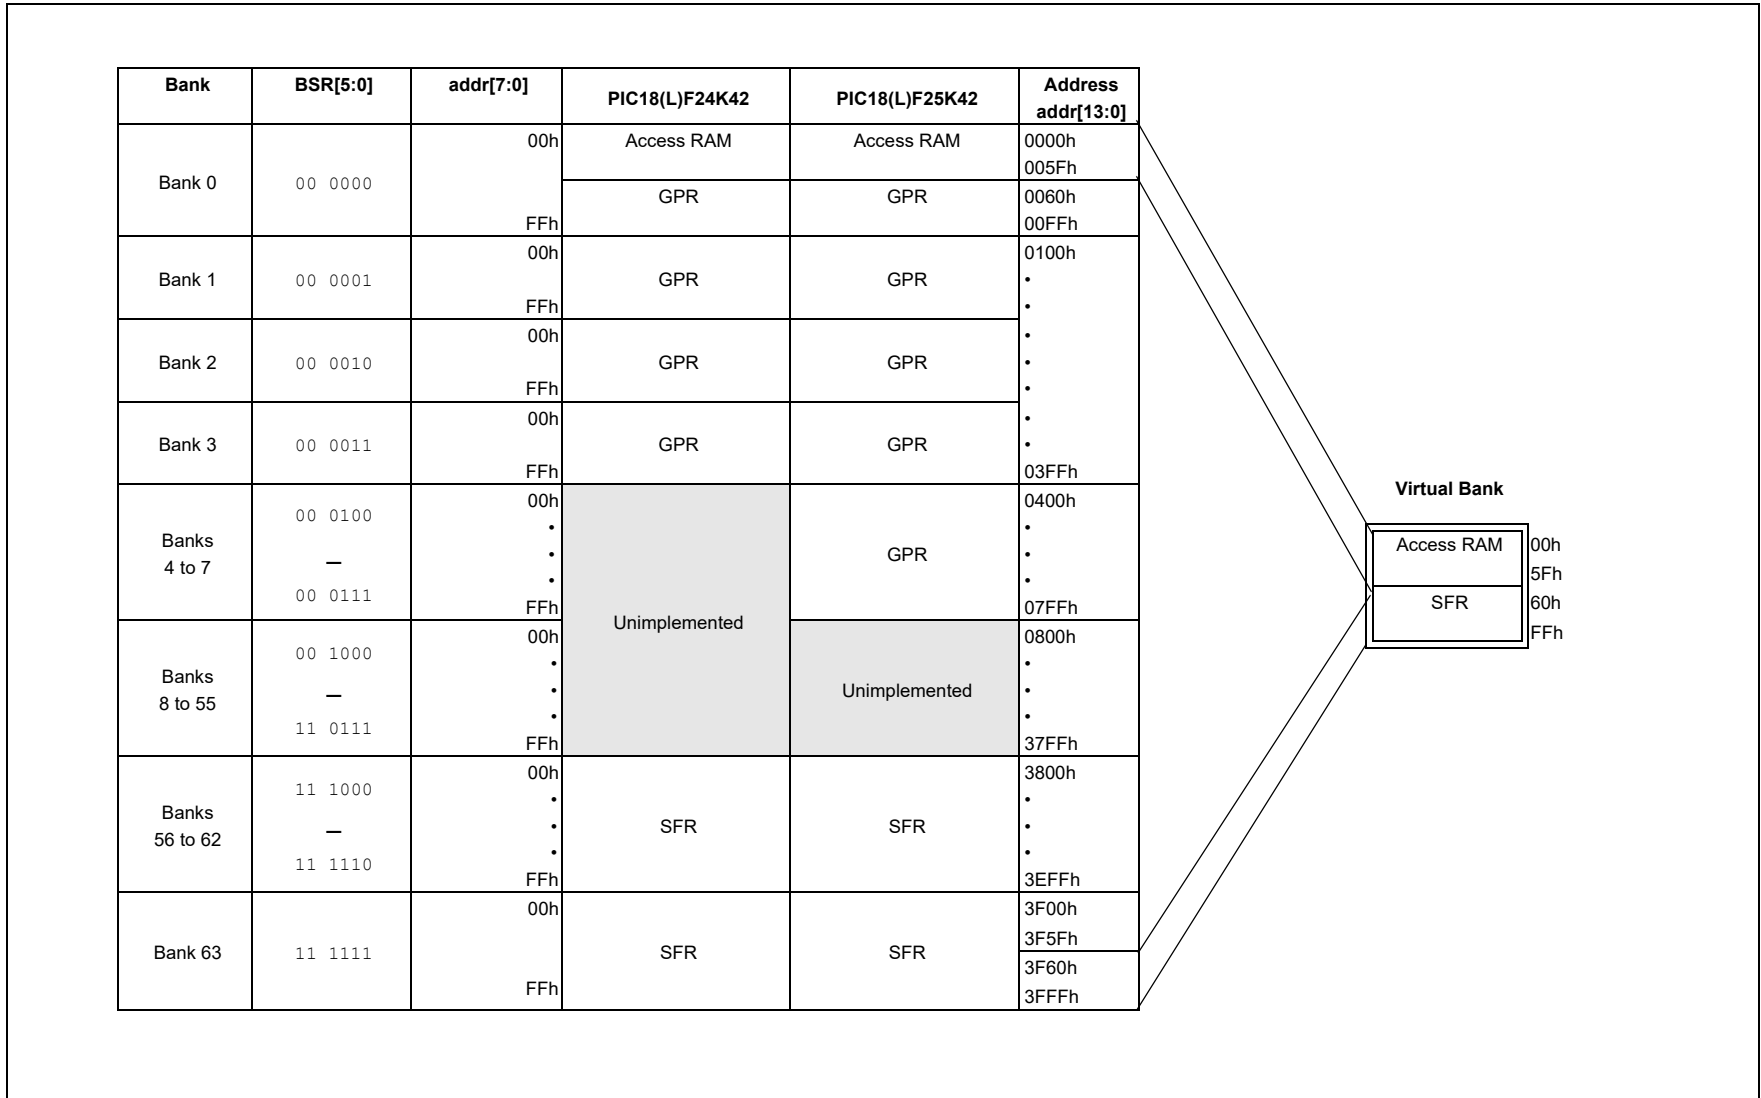 Bank BSR[5:0] addr[7:0] PIC18(L)F24K42 PIC18(L)F25K42 Address addr[13:0]
Bank 0 00 0000 00h Access RAM Access RAM 0000h
005Fh
GPR GPR 0060h
FFh 00FFh
Bank 1 00 0001 00h GPR GPR 0100h
•
FFh •
Bank 2 00 0010 00h GPR GPR •
•
FFh •
Bank 3 00 0011 00h GPR GPR •
•
FFh 03FFh
Banks 4 to 7 00 0100 – 00 0111 00h Unimplemented GPR 0400h
• •
• •
• •
FFh 07FFh
Banks 8 to 55 00 1000 – 11 0111 00h Unimplemented 0800h
• •
• •
• •
FFh 37FFh
Banks 56 to 62 11 1000 – 11 1110 00h SFR SFR 3800h
• •
• •
• •
FFh 3EFFh
Bank 63 11 1111 00h SFR SFR 3F00h
3F5Fh
3F60h
FFh 3FFFh
Virtual Bank
Access RAM 00h
5Fh
SFR 60h
FFh